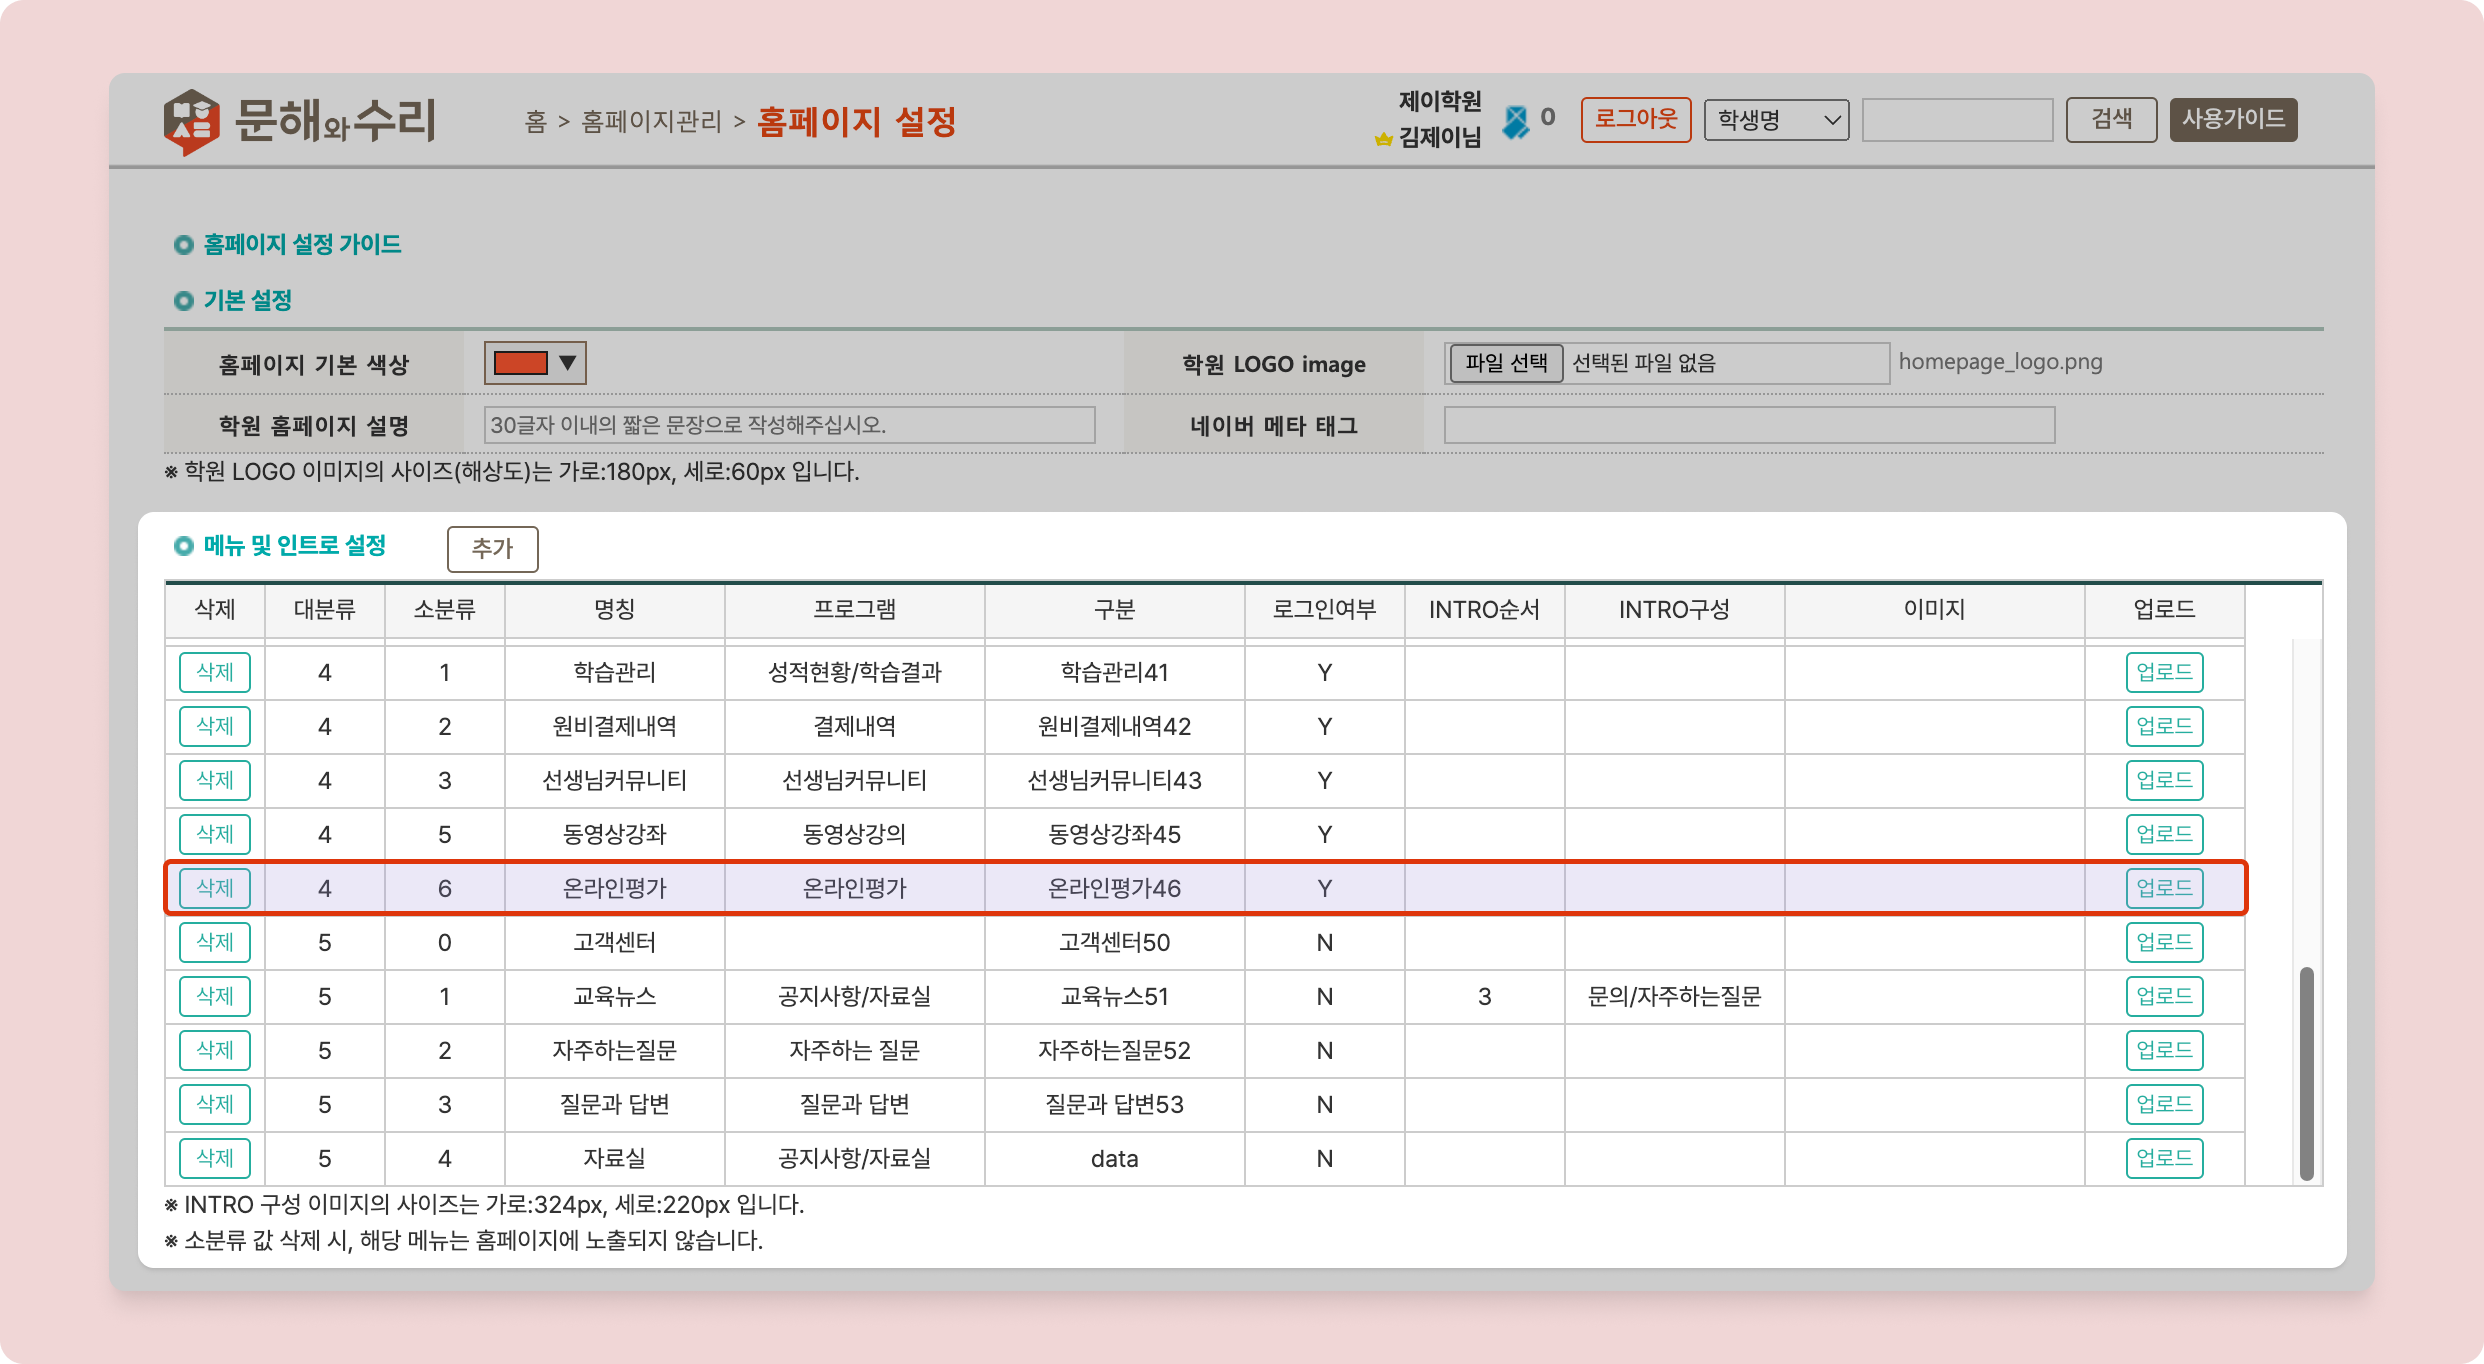 문해와수리
홈 > 홈페이지관리 > 홈페이지 설정
제이학원
김제이님
0
로그아웃
학생명
검색
사용가이드
홈페이지 설정 가이드
기본 설정
홈페이지 기본 색상 ▼ 학원 LOGO image 파일 선택 선택된 파일 없음 homepage_logo.png
학원 홈페이지 설명 30글자 이내의 짧은 문장으로 작성해주십시오. 네이버 메타 태그
※ 학원 LOGO 이미지의 사이즈(해상도)는 가로:180px, 세로:60px 입니다.
메뉴 및 인트로 설정 추가
삭제 대분류 소분류 명칭 프로그램 구분 로그인여부 INTRO순서 INTRO구성 이미지 업로드
삭제 4 1 학습관리 성적현황/학습결과 학습관리41 Y 업로드
삭제 4 2 원비결제내역 결제내역 원비결제내역42 Y 업로드
삭제 4 3 선생님커뮤니티 선생님커뮤니티 선생님커뮤니티43 Y 업로드
삭제 4 5 동영상강좌 동영상강의 동영상강좌45 Y 업로드
삭제 4 6 온라인평가 온라인평가 온라인평가46 Y 업로드
삭제 5 0 고객센터 고객센터50 N 업로드
삭제 5 1 교육뉴스 공지사항/자료실 교육뉴스51 N 3 문의/자주하는질문 업로드
삭제 5 2 자주하는질문 자주하는 질문 자주하는질문52 N 업로드
삭제 5 3 질문과 답변 질문과 답변 질문과 답변53 N 업로드
삭제 5 4 자료실 공지사항/자료실 data N 업로드
※ INTRO 구성 이미지의 사이즈는 가로:324px, 세로:220px 입니다.
※ 소분류 값 삭제 시, 해당 메뉴는 홈페이지에 노출되지 않습니다.